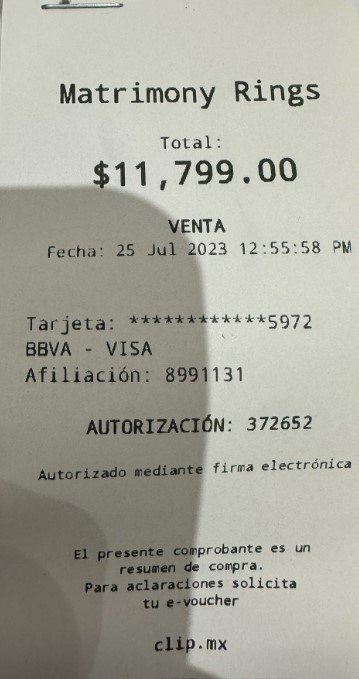 Matrimony Rings
Total:
$11,799.00
VENTA
Fecha: 25 Jul 2023 12:55:58 PM
Tarjeta: ************5972
BBVA - VISA
Afiliación: 8991131
AUTORIZACIÓN: 372652
Autorizado mediante firma electrónica
El presente comprobante es un
resumen de compra.
Para aclaraciones solicita
tu e-voucher
clip.mx